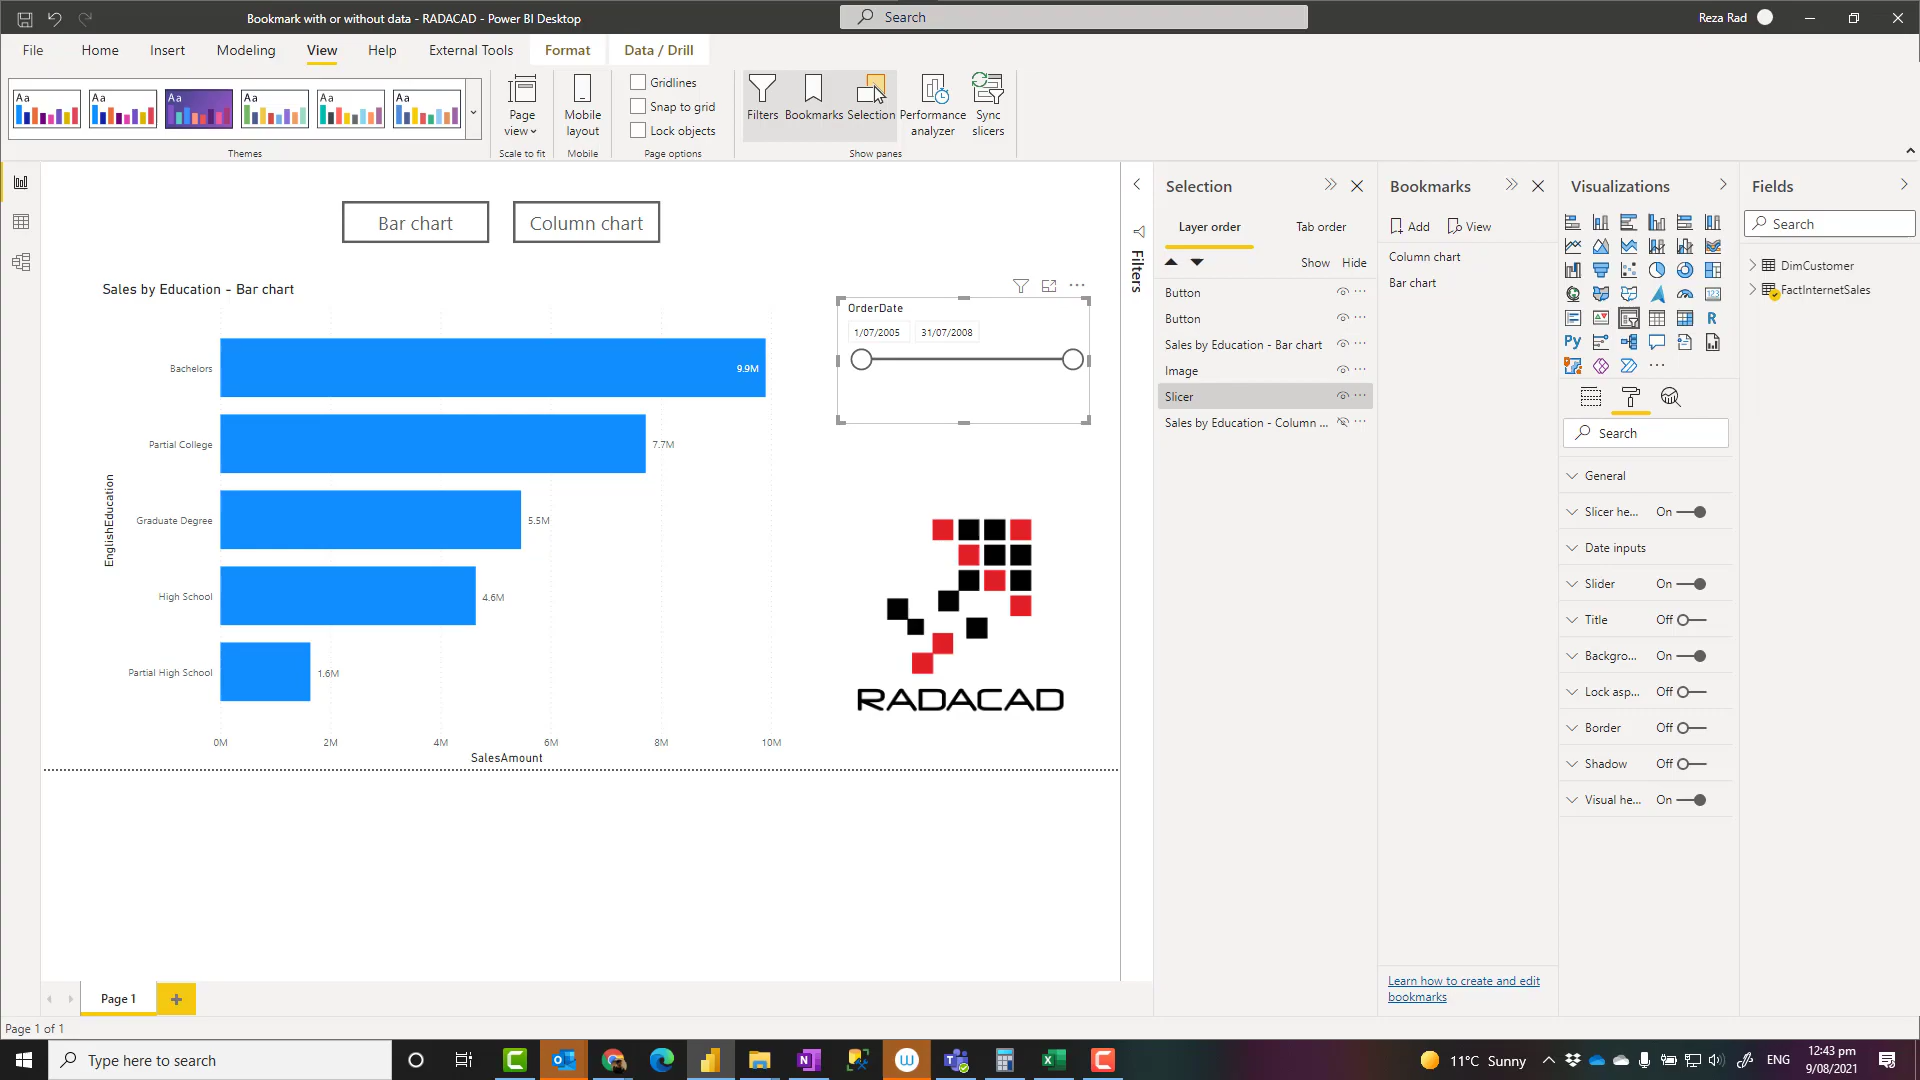 Bookmark with or without data - RADACAD - Power BI Desktop
Search
Reza Rad
File
Home
Insert
Modeling
View
Help
External Tools
Format
Data / Drill
Aa
Aa
Aa
Aa
Aa
Aa
Themes
Page view
Scale to fit
Mobile layout
Mobile
Gridlines
Snap to grid
Lock objects
Page options
Filters
Bookmarks
Selection
Performance analyzer
Sync slicers
Show panes
Bar chart
Column chart
Sales by Education - Bar chart
EnglishEducation
Bachelors
9.9M
Partial College
7.7M
Graduate Degree
5.5M
High School
4.6M
Partial High School
1.6M
0M
2M
4M
6M
8M
10M
SalesAmount
OrderDate
1/07/2005
31/07/2008
RADACAD
Filters
Selection
Layer order
Tab order
Show
Hide
Button
Button
Sales by Education - Bar chart
Image
Slicer
Sales by Education - Column ...
Bookmarks
Add
View
Column chart
Bar chart
Learn how to create and edit
bookmarks
Visualizations
123
R
Py
Search
General
Slicer he... On
Date inputs
Slider On
Title Off
Backgro... On
Lock asp... Off
Border Off
Shadow Off
Visual he... On
Fields
Search
DimCustomer
FactInternetSales
Page 1
Page 1 of 1
Type here to search
11°C Sunny
ENG
12:43 pm
9/08/2021